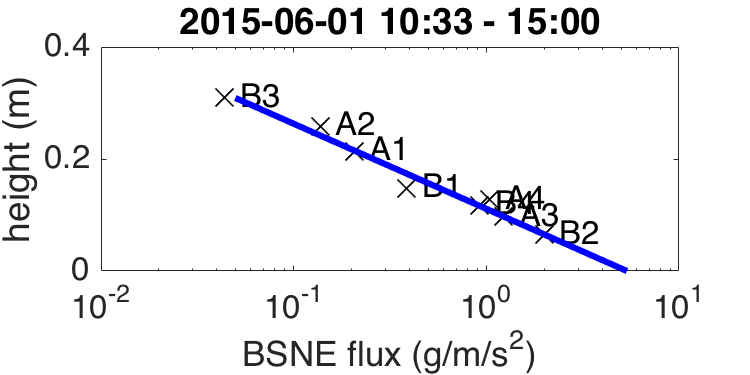 2015-06-01 10:33 - 15:00
height (m)
0.4
0.2
0
B3
A2
A1
B1
A4
B4
A3
B2
10^-2
10^-1
10^0
10^1
BSNE flux (g/m/s^2)